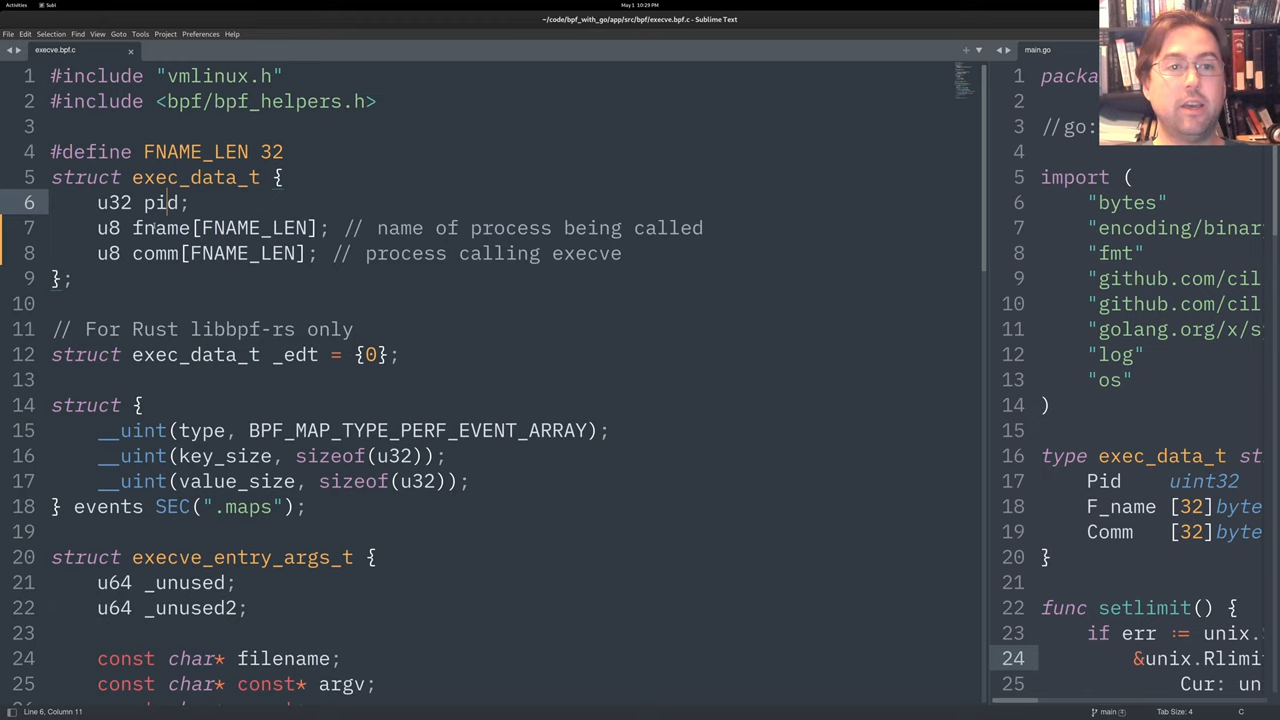 Activities
Subl
May 1 10:29 PM
~/code/bpf_with_go/app/src/bpf/execve.bpf.c - Sublime Text
File Edit Selection Find View Goto Tools Project Preferences Help
execve.bpf.c
1 #include "vmlinux.h"
2 #include <bpf/bpf_helpers.h>
3
4 #define FNAME_LEN 32
5 struct exec_data_t {
6 u32 pid;
7 u8 fname[FNAME_LEN]; // name of process being called
8 u8 comm[FNAME_LEN]; // process calling execve
9 };
10
11 // For Rust libbpf-rs only
12 struct exec_data_t _edt = {0};
13
14 struct {
15 __uint(type, BPF_MAP_TYPE_PERF_EVENT_ARRAY);
16 __uint(key_size, sizeof(u32));
17 __uint(value_size, sizeof(u32));
18 } events SEC(".maps");
19
20 struct execve_entry_args_t {
21 u64 _unused;
22 u64 _unused2;
23
24 const char* filename;
25 const char* const* argv;
main.go
1 packa
2
3 //go:
4
5 import (
6 "bytes"
7 "encoding/binar
8 "fmt"
9 "github.com/cil
10 "github.com/cil
11 "golang.org/x/s
12 "log"
13 "os"
14 )
15
16 type exec_data_t st
17 Pid uint32
18 F_name [32]byte
19 Comm [32]byte
20 }
21
22 func setlimit() {
23 if err := unix.
24 &unix.Rlimi
25 Cur: un
Line 6, Column 11
main
Tab Size: 4
C